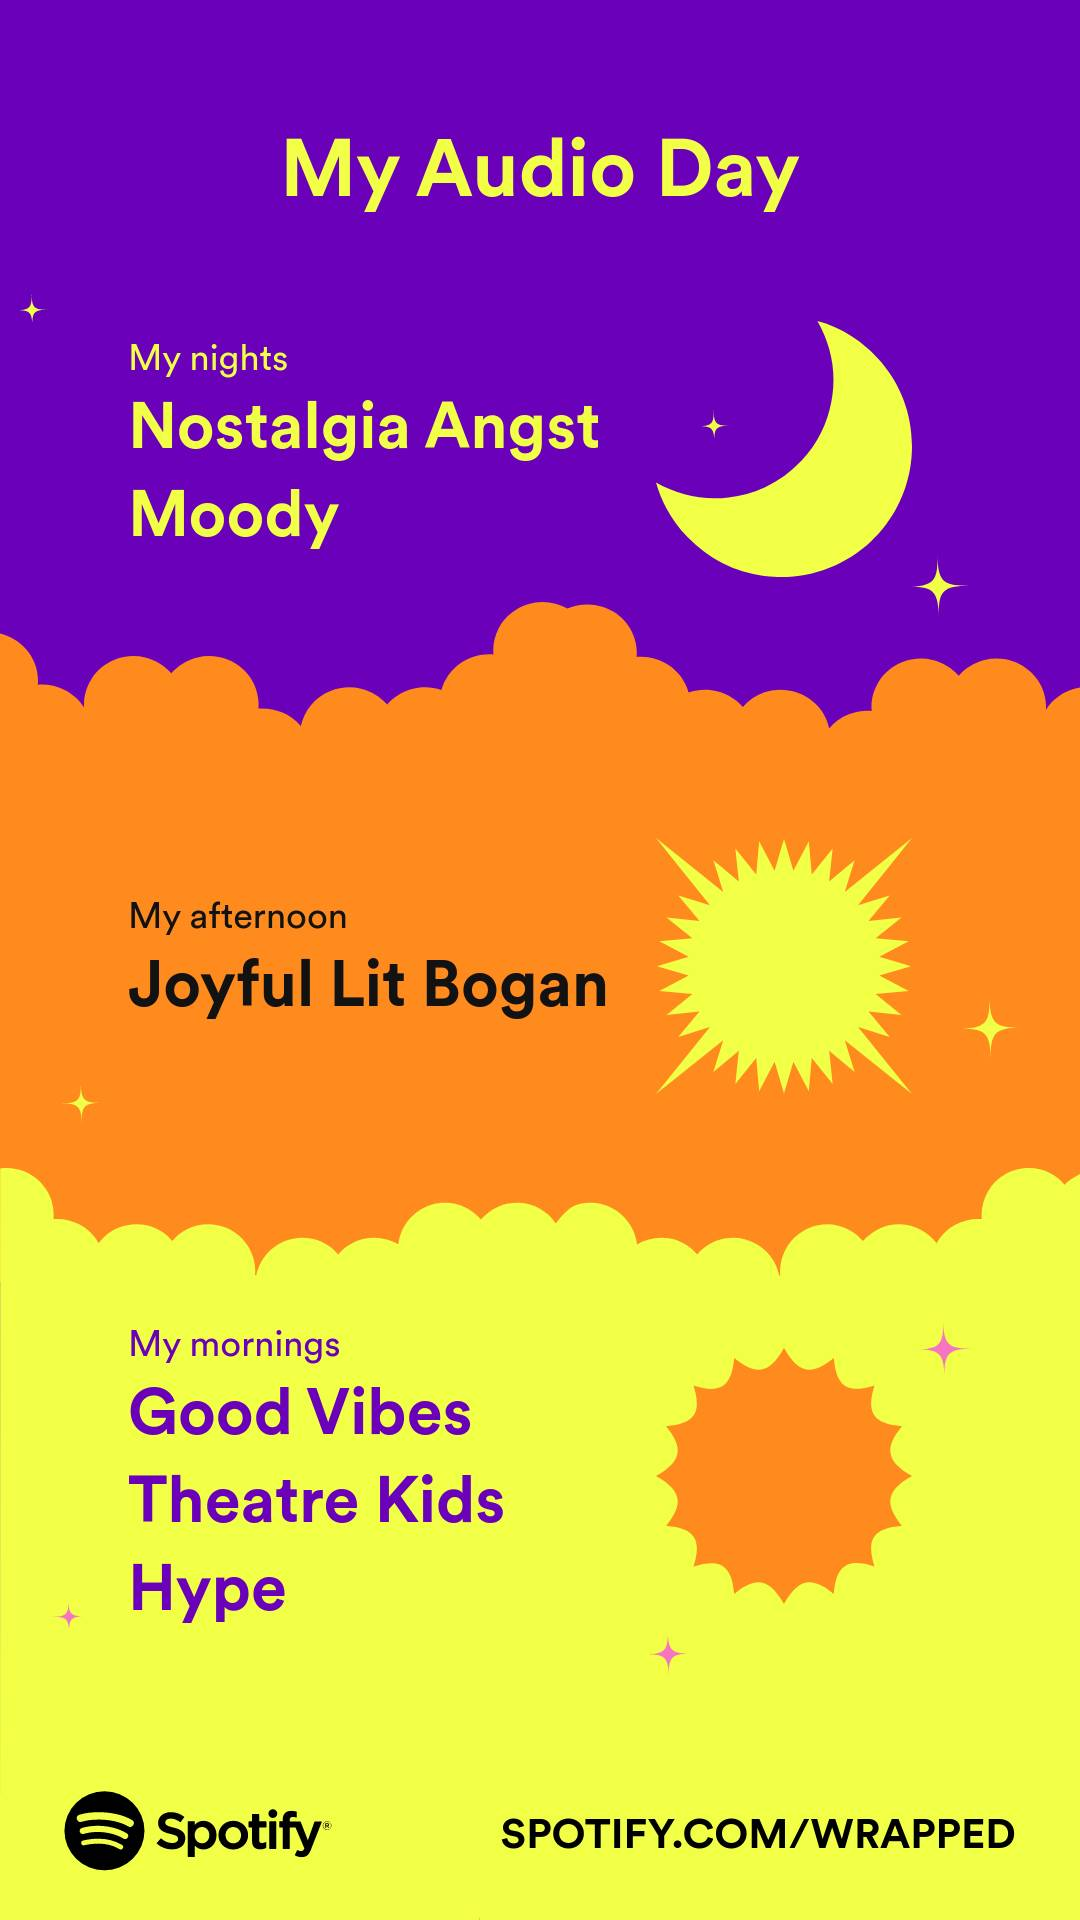 My Audio Day
My nights
Nostalgia Angst
Moody
My afternoon
Joyful Lit Bogan
My mornings
Good Vibes
Theatre Kids
Hype
Spotify®
SPOTIFY.COM/WRAPPED